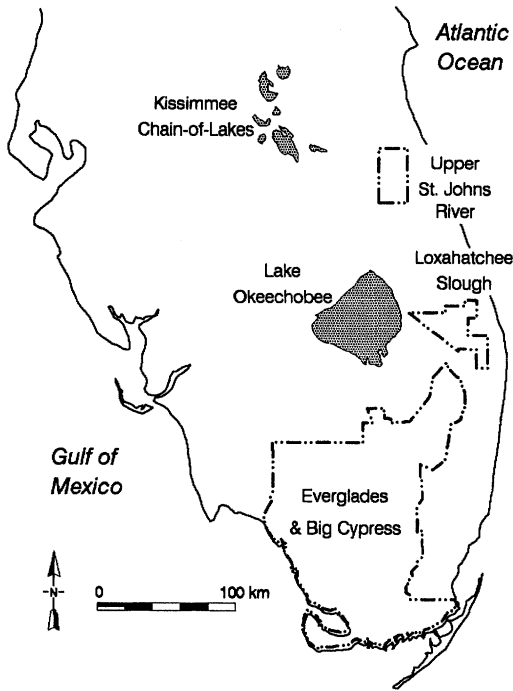 Atlantic
Ocean
Kissimmee
Chain-of-Lakes
Upper
St. Johns
River
Loxahatchee
Slough
Lake
Okeechobee
Gulf of
Mexico
Everglades
& Big Cypress
N
0 100 km